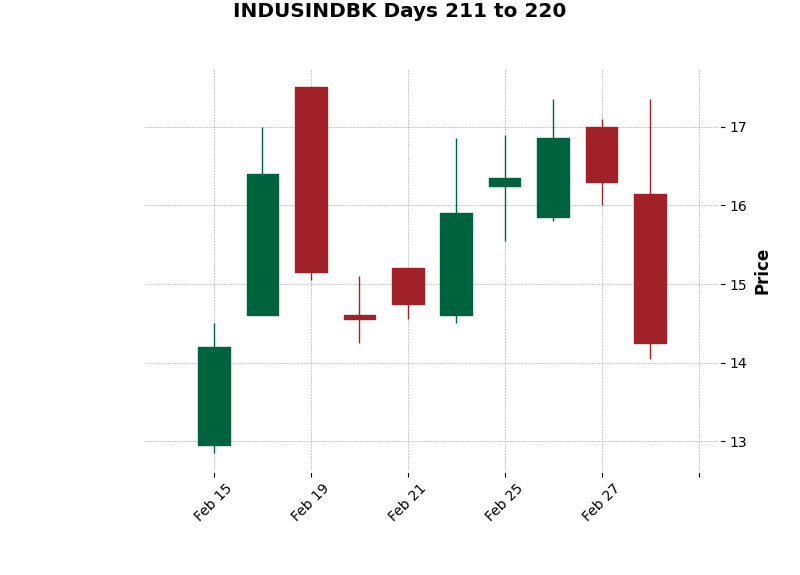 INDUSINDBK Days 211 to 220
17
16
15
14
13
Price
Feb 15
Feb 19
Feb 21
Feb 25
Feb 27